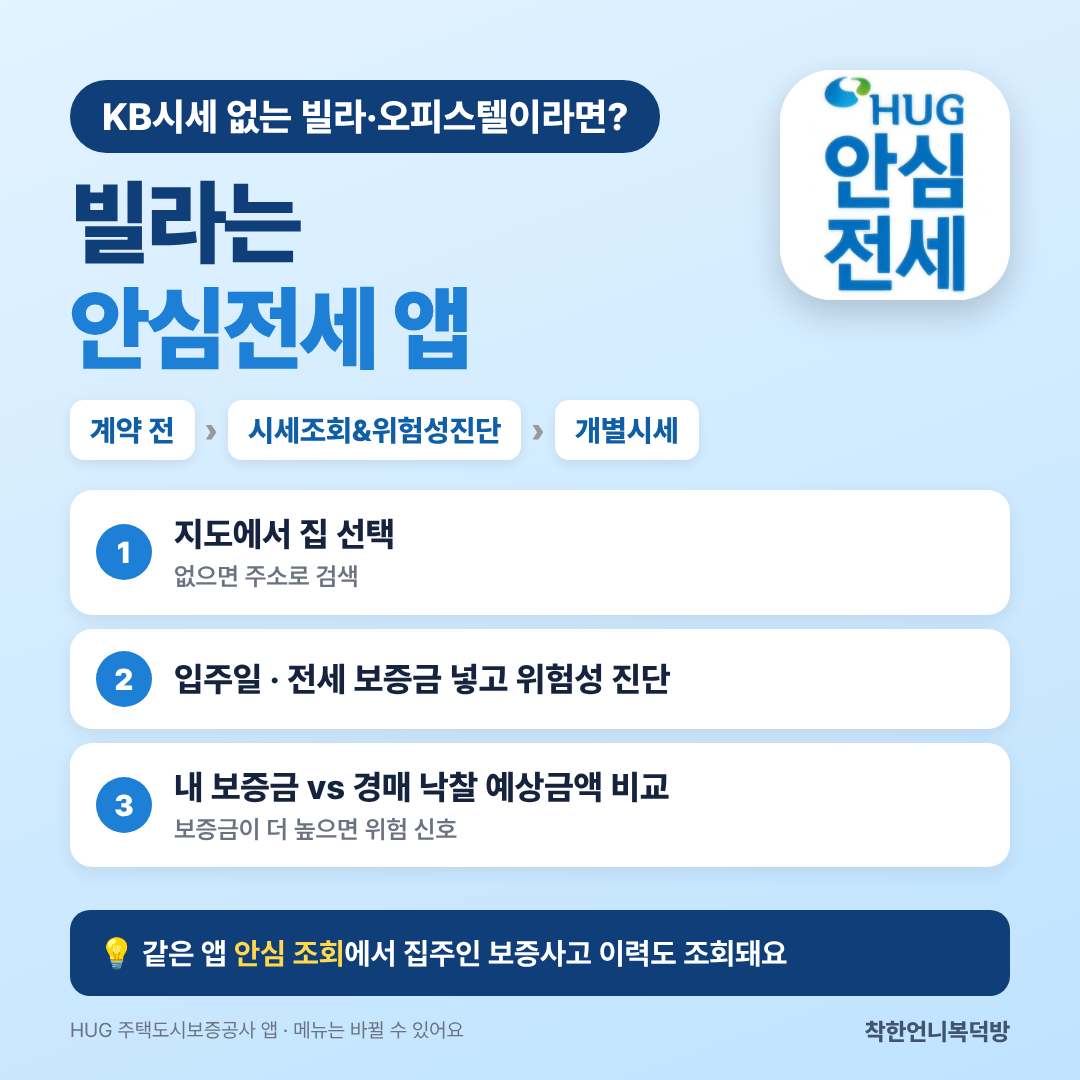 KB시세 없는 빌라·오피스텔이라면?
HUG
안심
전세
빌라는
안심전세 앱
계약 전 › 시세조회&위험성진단 › 개별시세
1
지도에서 집 선택
없으면 주소로 검색
2
입주일 · 전세 보증금 넣고 위험성 진단
3
내 보증금 vs 경매 낙찰 예상금액 비교
보증금이 더 높으면 위험 신호
💡 같은 앱 안심 조회에서 집주인 보증사고 이력도 조회돼요
HUG 주택도시보증공사 앱 · 메뉴는 바뀔 수 있어요
착한언니복덕방